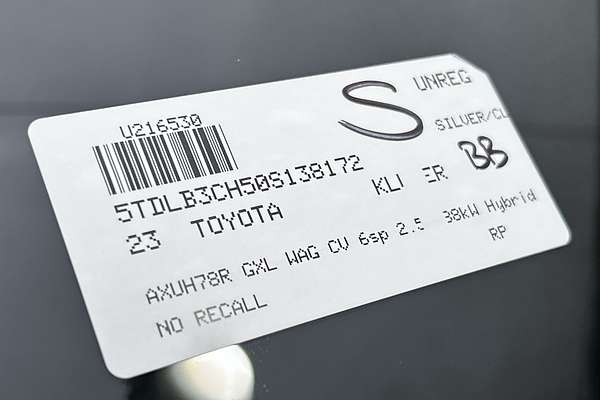 U216530
5TDLB3CH50S138172
23 TOYOTA KL ER
AXUH78R GXL WAG CV 6sp 2.5 38kW Hybrid
NO RECALL
RP
S
UNREG
SILVER/CL
BB